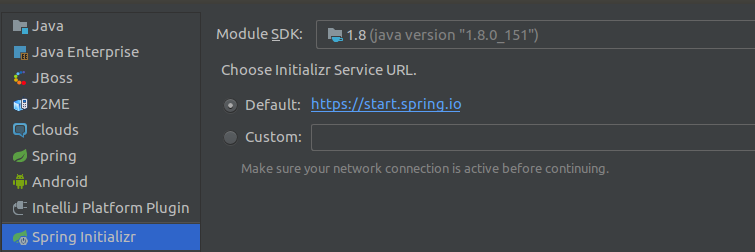 Java
Java Enterprise
JBoss
J2ME
Clouds
Spring
Android
IntelliJ Platform Plugin
Spring Initializr
Module SDK: 1.8 (java version "1.8.0_151")
Choose Initializr Service URL.
Default: https://start.spring.io
Custom:
Make sure your network connection is active before continuing.